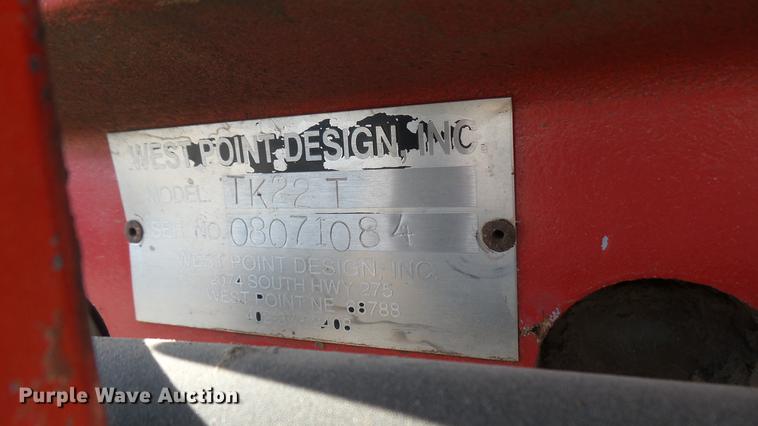 WEST POINT DESIGN, INC.
MODEL: TK22 T
SER. NO. 08071084
WEST POINT DESIGN, INC.
SOUTH HWY 275
WEST POINT NE 68788
Purple Wave Auction®